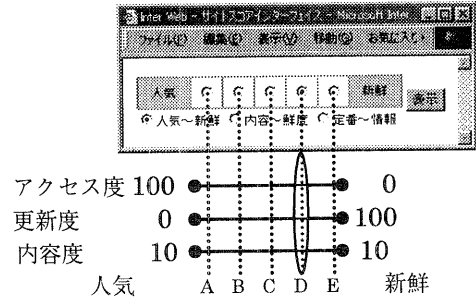 Inter Web - サイトスコアインターフェイス - Microsoft Inter
ファイル(F) 編集(E) 表示(V) 移動(G) お気に入り
人気 新鮮 表示
人気～新鮮 内容～鮮度 定番～情報
アクセス度 100 0
更新度 0 100
内容度 10 10
人気 A B C D E 新鮮